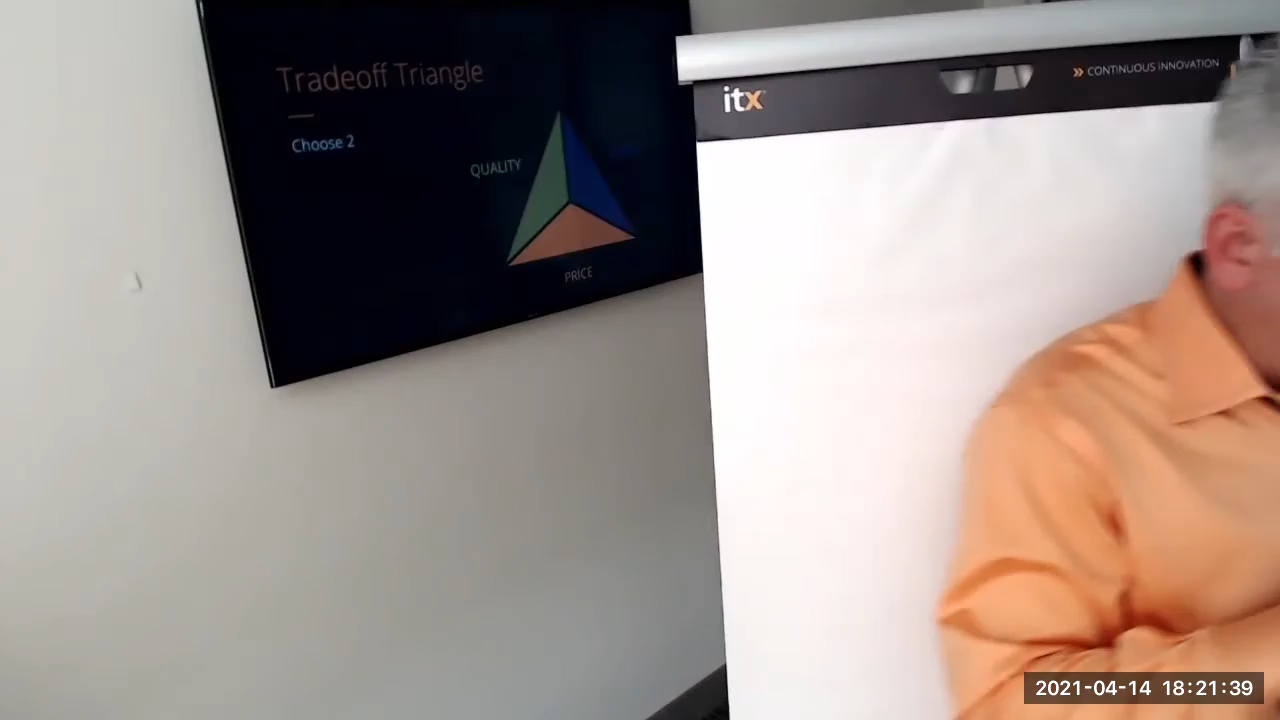 Tradeoff Triangle
Choose 2
QUALITY
PRICE
itx
» CONTINUOUS INNOVATION
2021-04-14 18:21:39